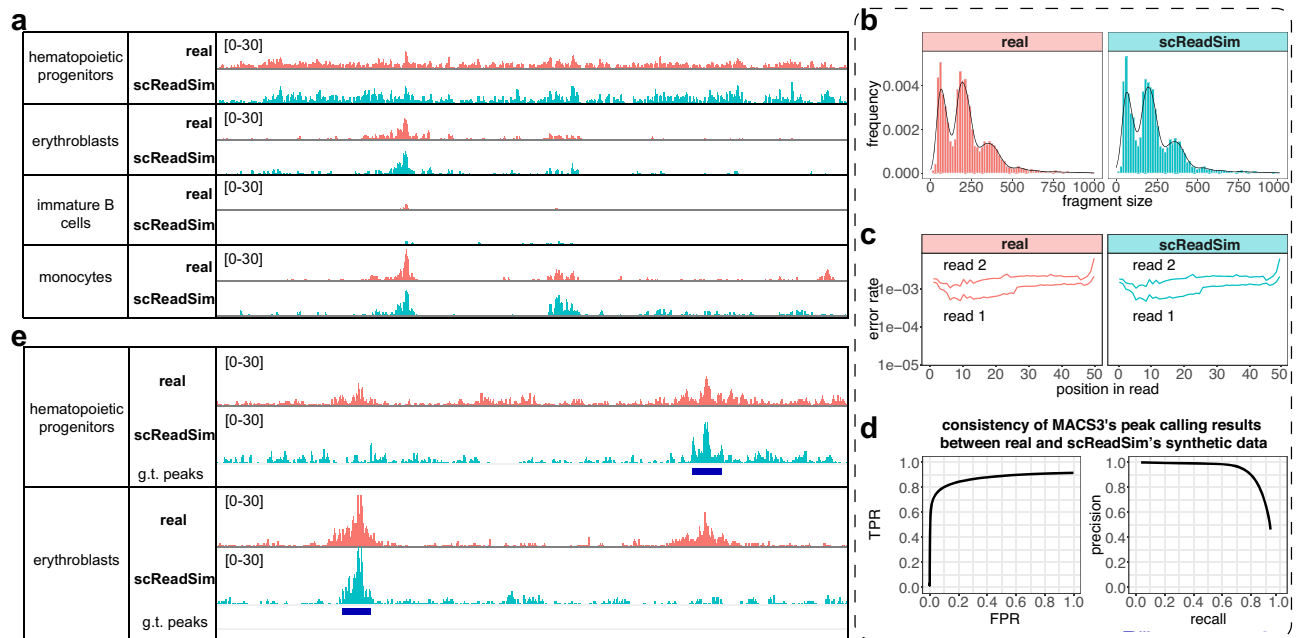 a
hematopoietic
progenitors
real
[0-30]
scReadSim
erythroblasts
real
[0-30]
scReadSim
immature B
cells
real
[0-30]
scReadSim
monocytes
real
[0-30]
scReadSim
b
real
scReadSim
frequency
0.004
0.002
0.000
0 250 500 750 1000
0 250 500 750 1000
fragment size
c
real
scReadSim
error rate
1e−03
1e−04
1e−05
read 2
read 1
read 2
read 1
0 10 20 30 40 50
0 10 20 30 40 50
position in read
d
consistency of MACS3's peak calling results
between real and scReadSim's synthetic data
TPR
1.0
0.8
0.6
0.4
0.2
0.0
0.0 0.2 0.4 0.6 0.8 1.0
FPR
precision
1.0
0.8
0.6
0.4
0.2
0.0
0.0 0.2 0.4 0.6 0.8 1.0
recall
e
hematopoietic
progenitors
real
[0-30]
scReadSim
[0-30]
g.t. peaks
erythroblasts
real
[0-30]
scReadSim
[0-30]
g.t. peaks